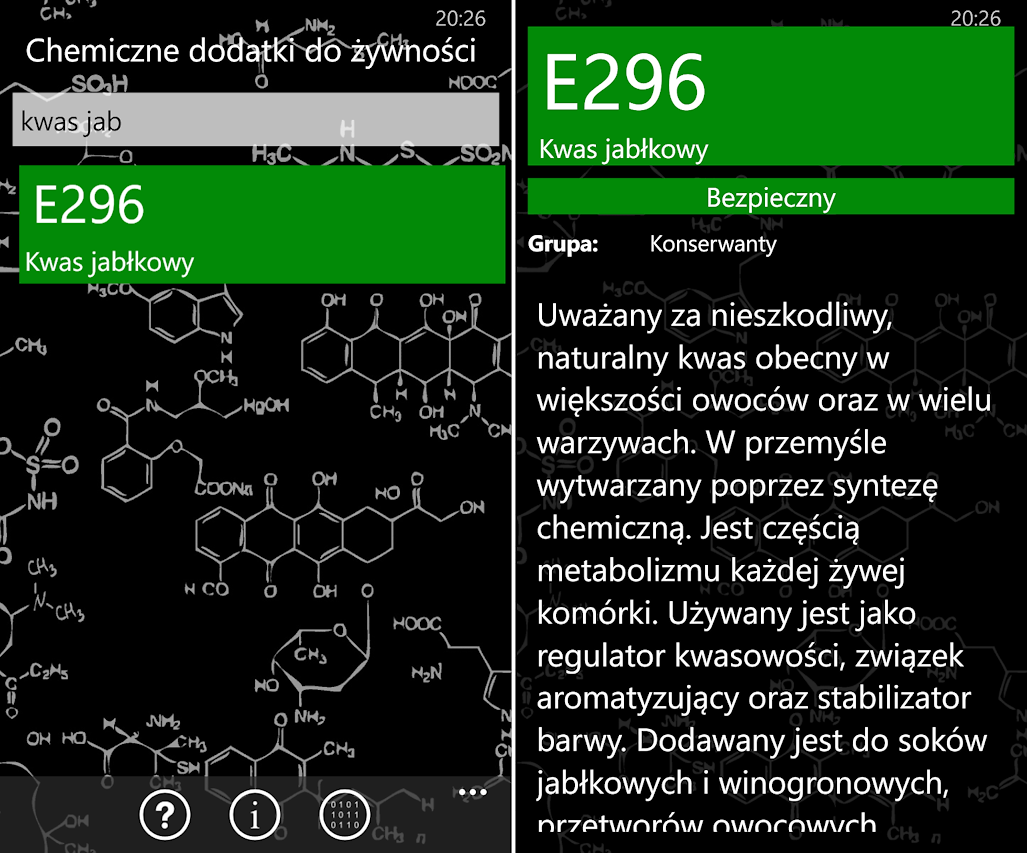 20:26
Chemiczne dodatki do żywności
kwas jab
E296
Kwas jabłkowy
20:26
E296
Kwas jabłkowy
Bezpieczny
Grupa: Konserwanty
Uważany za nieszkodliwy,
naturalny kwas obecny w
większości owoców oraz w wielu
warzywach. W przemyśle
wytwarzany poprzez syntezę
chemiczną. Jest częścią
metabolizmu każdej żywej
komórki. Używany jest jako
regulator kwasowości, związek
aromatyzujący oraz stabilizator
barwy. Dodawany jest do soków
jabłkowych i winogronowych,
przetworów owocowych